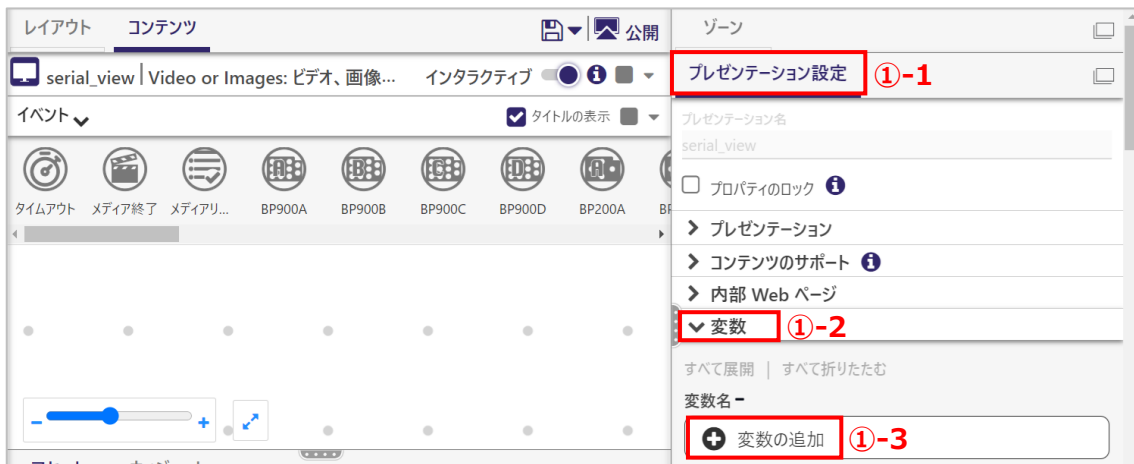 レイアウト コンテンツ 公開
serial_view Video or Images: ビデオ、画像… インタラクティブ
イベント タイトルの表示
タイムアウト メディア終了 メディアリ... BP900A BP900B BP900C BP900D BP200A
ゾーン
プレゼンテーション設定 ①-1
プレゼンテーション名
serial_view
プロパティのロック
プレゼンテーション
コンテンツのサポート
内部 Web ページ
変数 ①-2
すべて展開 | すべて折りたたむ
変数名
変数の追加 ①-3